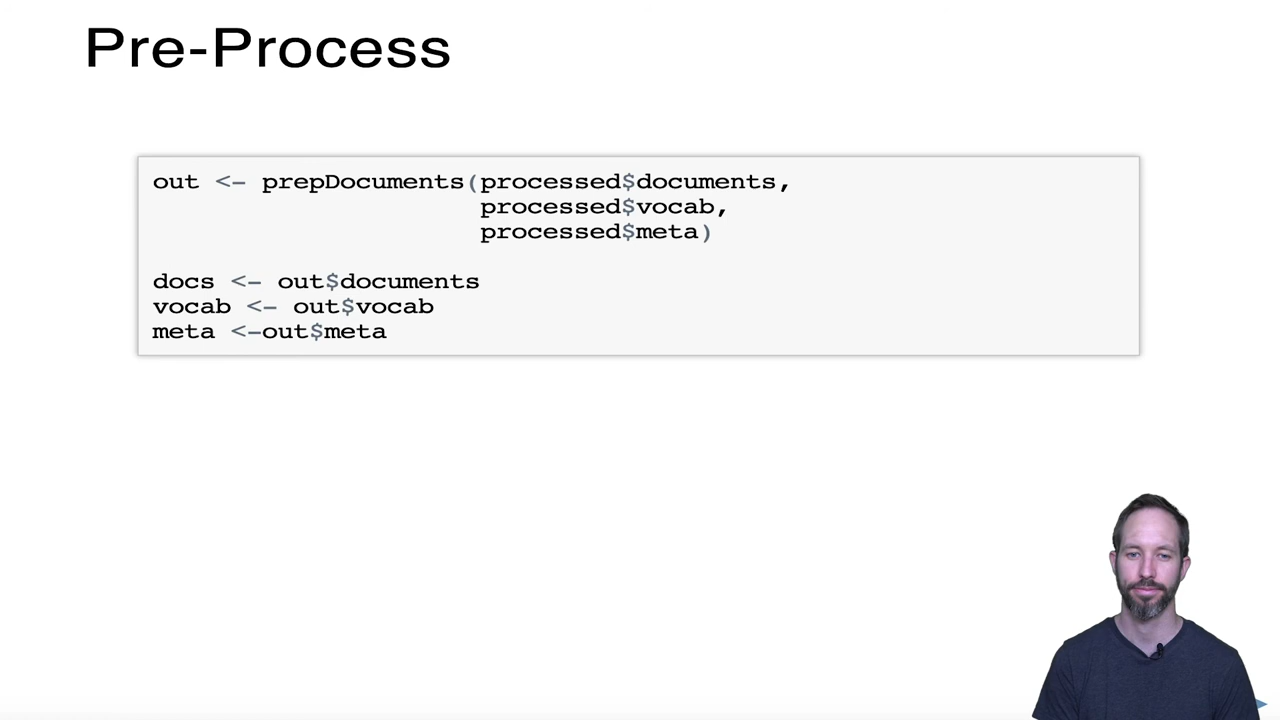 Pre-Process
out <- prepDocuments(processed$documents,
processed$vocab,
processed$meta)
docs <- out$documents
vocab <- out$vocab
meta <-out$meta